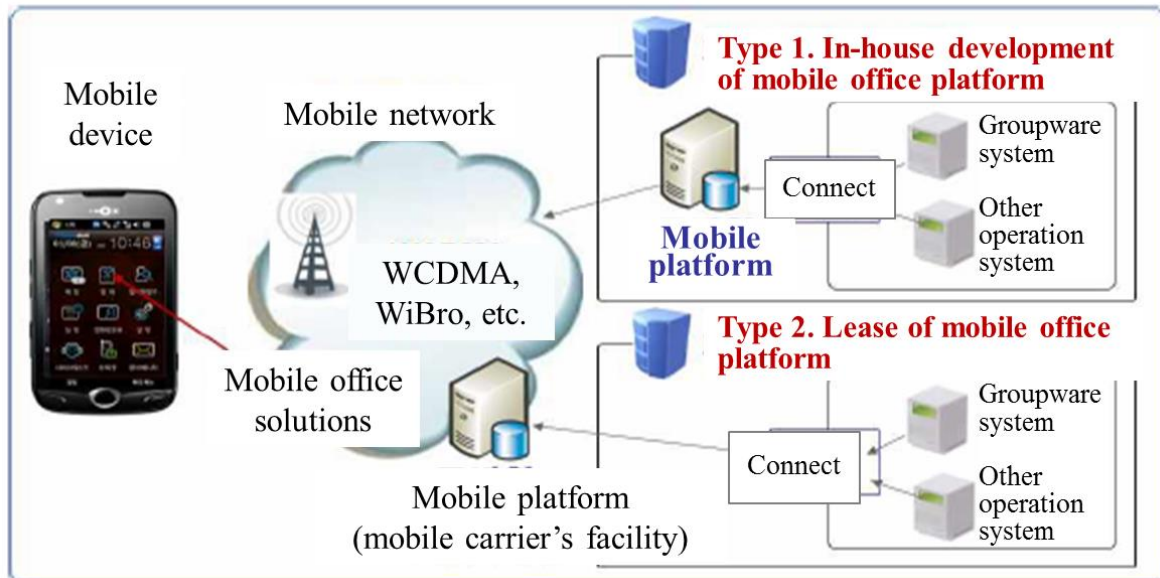 Mobile
device
Mobile network
WCDMA,
WiBro, etc.
Mobile office
solutions
Mobile platform
(mobile carrier's facility)
Type 1. In-house development
of mobile office platform
Mobile
platform
Connect
Groupware
system
Other
operation
system
Type 2. Lease of mobile office
platform
Connect
Groupware
system
Other
operation
system
10:46